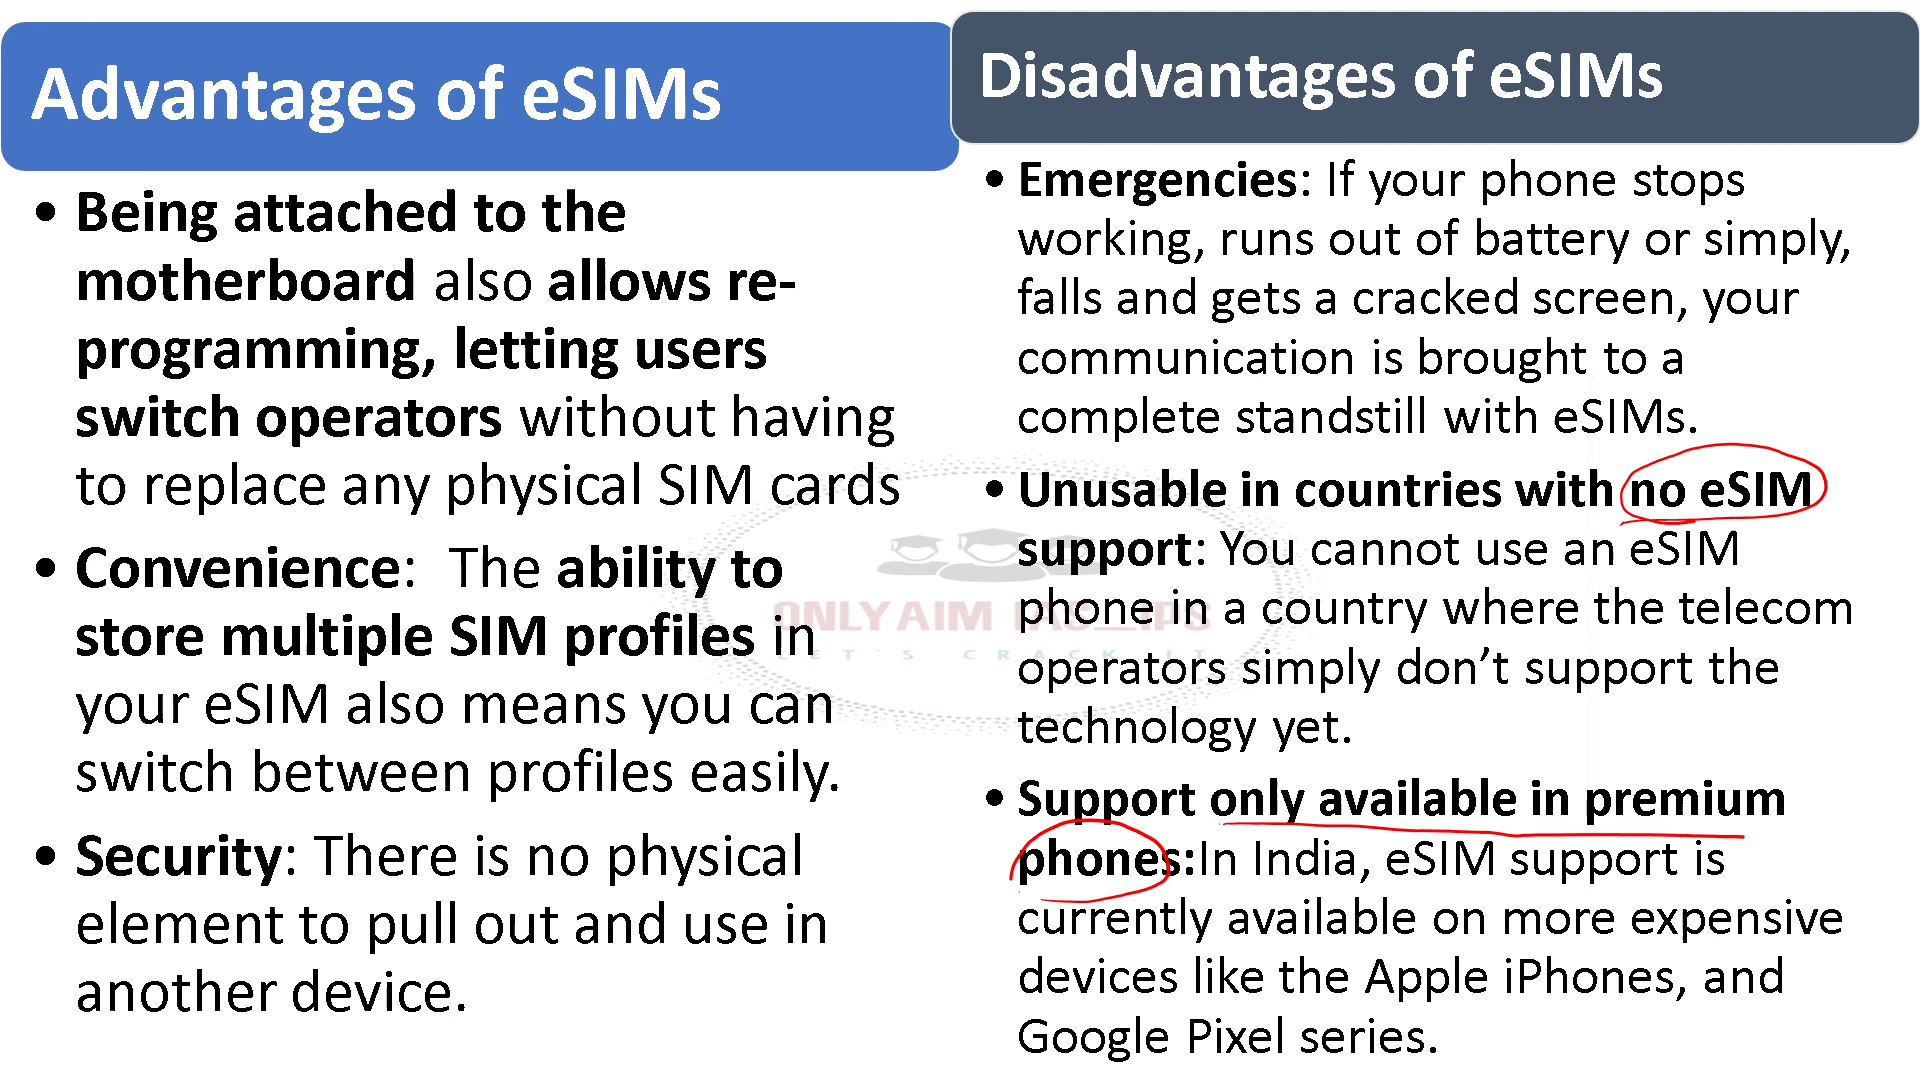 Advantages of eSIMs
• Being attached to the
motherboard also allows re-
programming, letting users
switch operators without having
to replace any physical SIM cards
• Convenience:  The ability to
store multiple SIM profiles in
your eSIM also means you can
switch between profiles easily.
• Security: There is no physical
element to pull out and use in
another device.
Disadvantages of eSIMs
• Emergencies: If your phone stops
working, runs out of battery or simply,
falls and gets a cracked screen, your
communication is brought to a
complete standstill with eSIMs.
• Unusable in countries with no eSIM
support: You cannot use an eSIM
phone in a country where the telecom
operators simply don’t support the
technology yet.
• Support only available in premium
phones:In India, eSIM support is
currently available on more expensive
devices like the Apple iPhones, and
Google Pixel series.
ONLY AIM IAS_IPS
LET'S CRACK IT